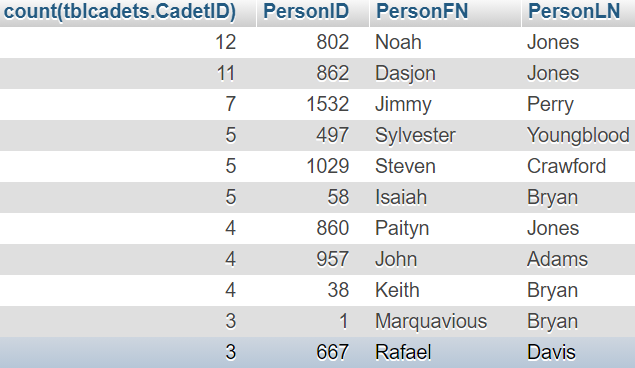 count(tblcadets.CadetID) PersonID PersonFN PersonLN
12 802 Noah Jones
11 862 Dasjon Jones
7 1532 Jimmy Perry
5 497 Sylvester Youngblood
5 1029 Steven Crawford
5 58 Isaiah Bryan
4 860 Paityn Jones
4 957 John Adams
4 38 Keith Bryan
3 1 Marquavious Bryan
3 667 Rafael Davis